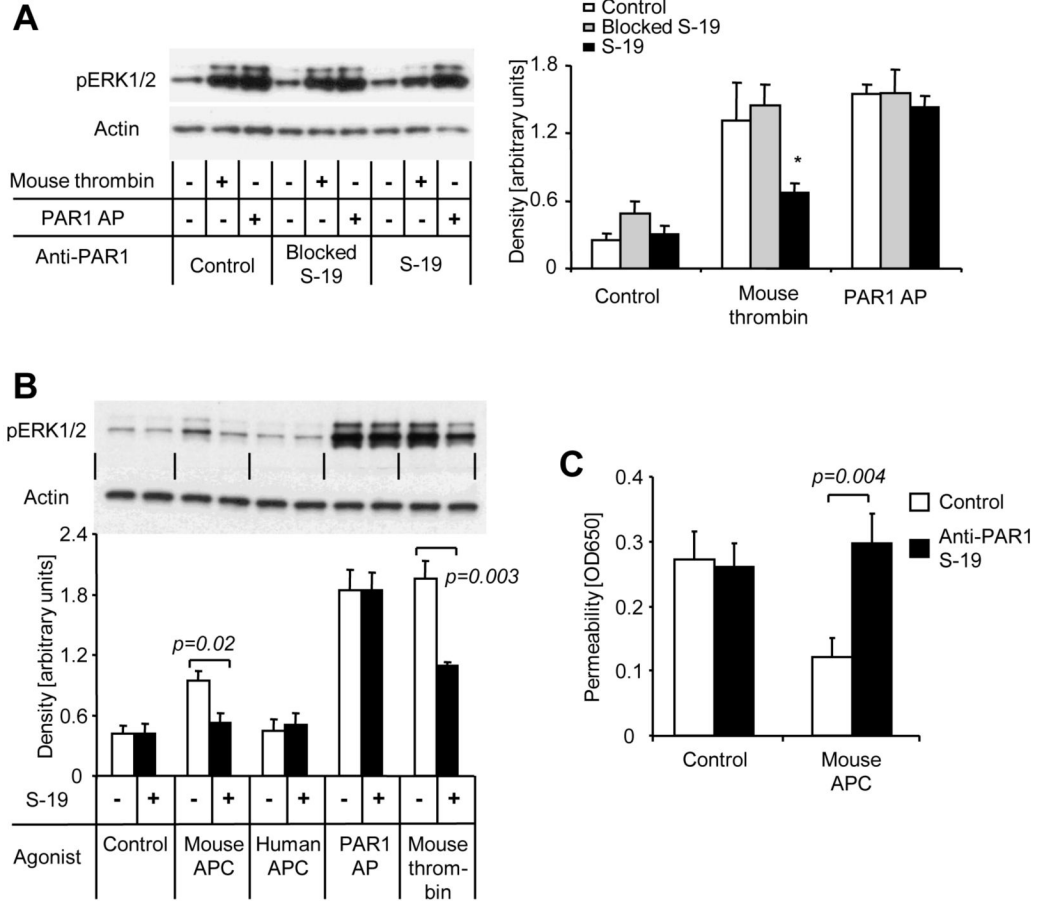 A
pERK1/2
Actin
Mouse thrombin - + - - + - - + -
PAR1 AP - - + - - + - - +
Anti-PAR1
Control
Blocked
S-19
S-19
Control
Blocked S-19
S-19
Density [arbitrary units]
1.8
1.2
0.6
0
*
Control
Mouse
thrombin
PAR1 AP
B
pERK1/2
Actin
Density [arbitrary units]
2.4
1.8
1.2
0.6
0
p=0.02
p=0.003
S-19 - + - + - + - + - +
Agonist
Control
Mouse
APC
Human
APC
PAR1
AP
Mouse
throm-
bin
C
Permeability [OD650]
0.4
0.3
0.2
0.1
0
p=0.004
Control
Anti-PAR1
S-19
Control
Mouse
APC